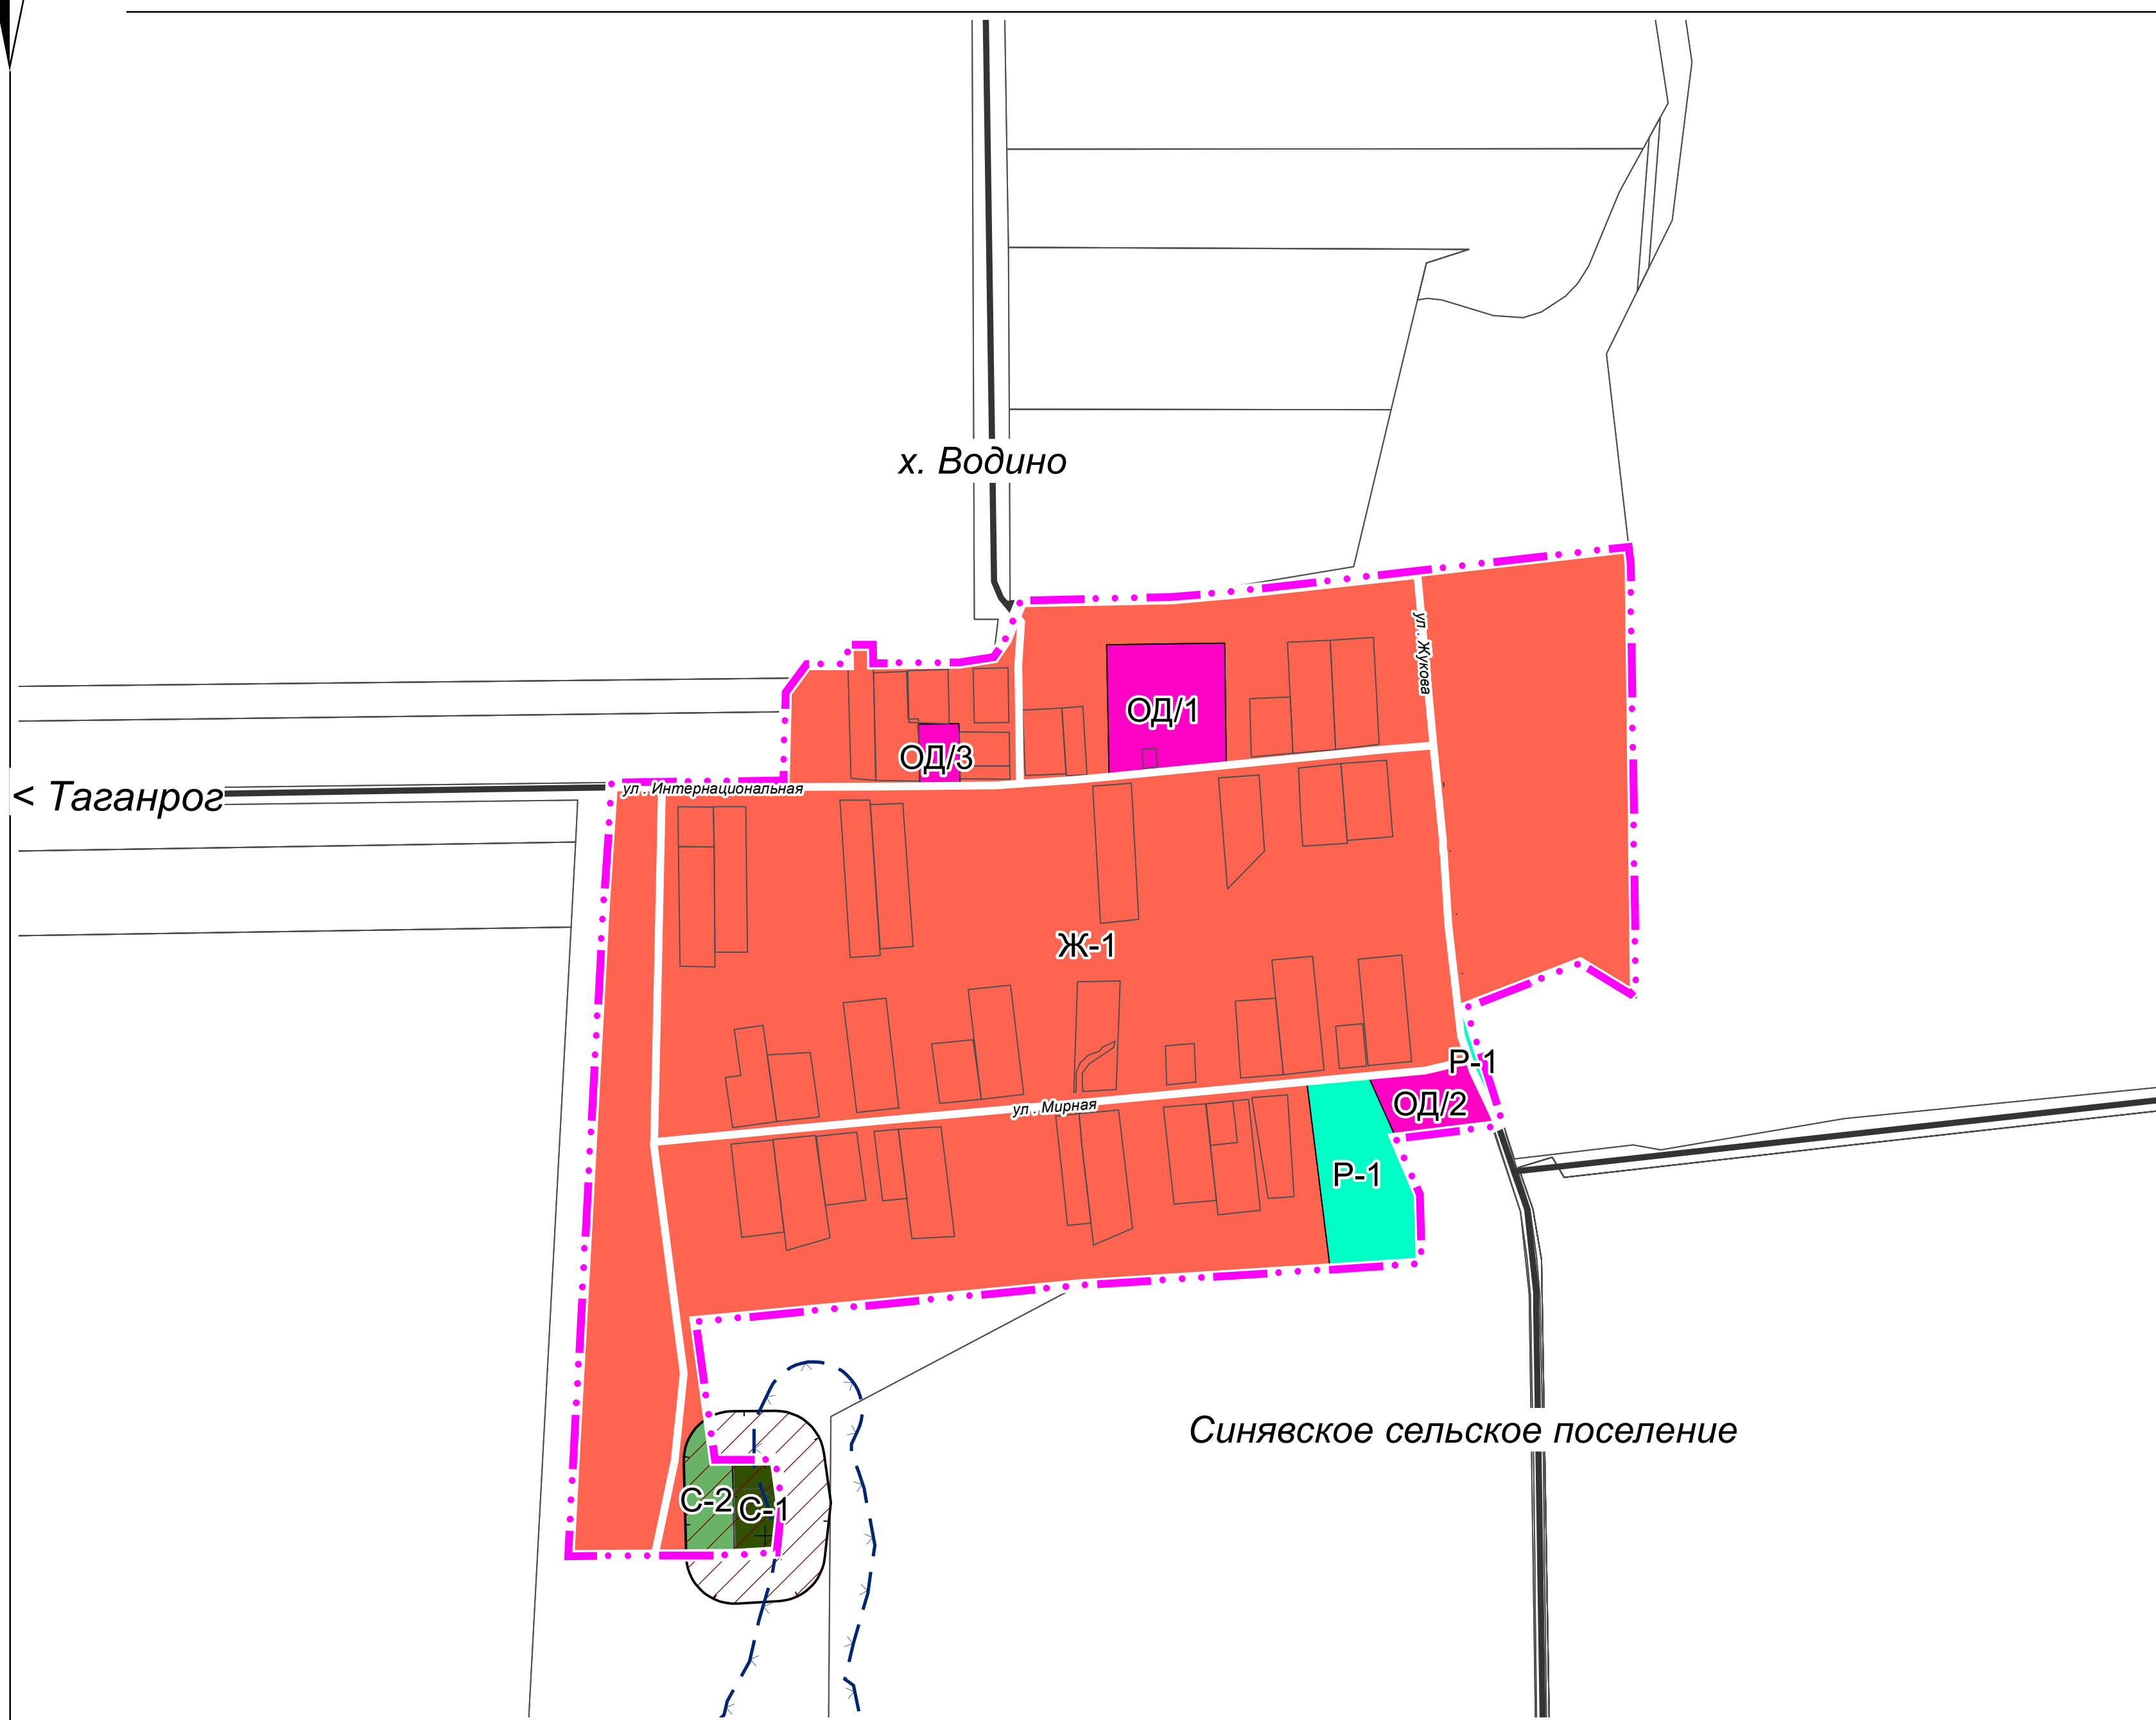 х. Водино
ул . Жукова
ОД/1
ОД/3
< Таганрог
ул . Интернациональная
Ж-1
Р-1
ОД/2
ул . Мирная
Р-1
Синявское сельское поселение
С-2
С-1